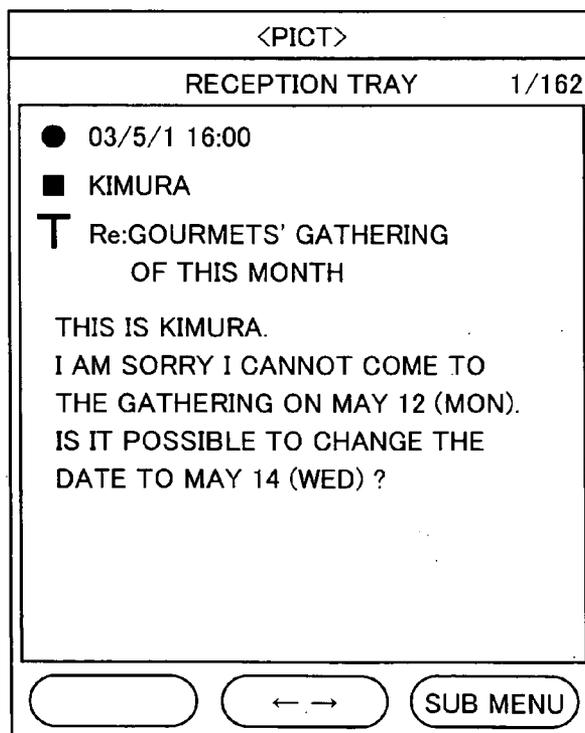 <PICT>
RECEPTION TRAY 1/162
● 03/5/1 16:00
■ KIMURA
T Re:GOURMETS' GATHERING
OF THIS MONTH
THIS IS KIMURA.
I AM SORRY I CANNOT COME TO
THE GATHERING ON MAY 12 (MON).
IS IT POSSIBLE TO CHANGE THE
DATE TO MAY 14 (WED) ?
← → SUB MENU